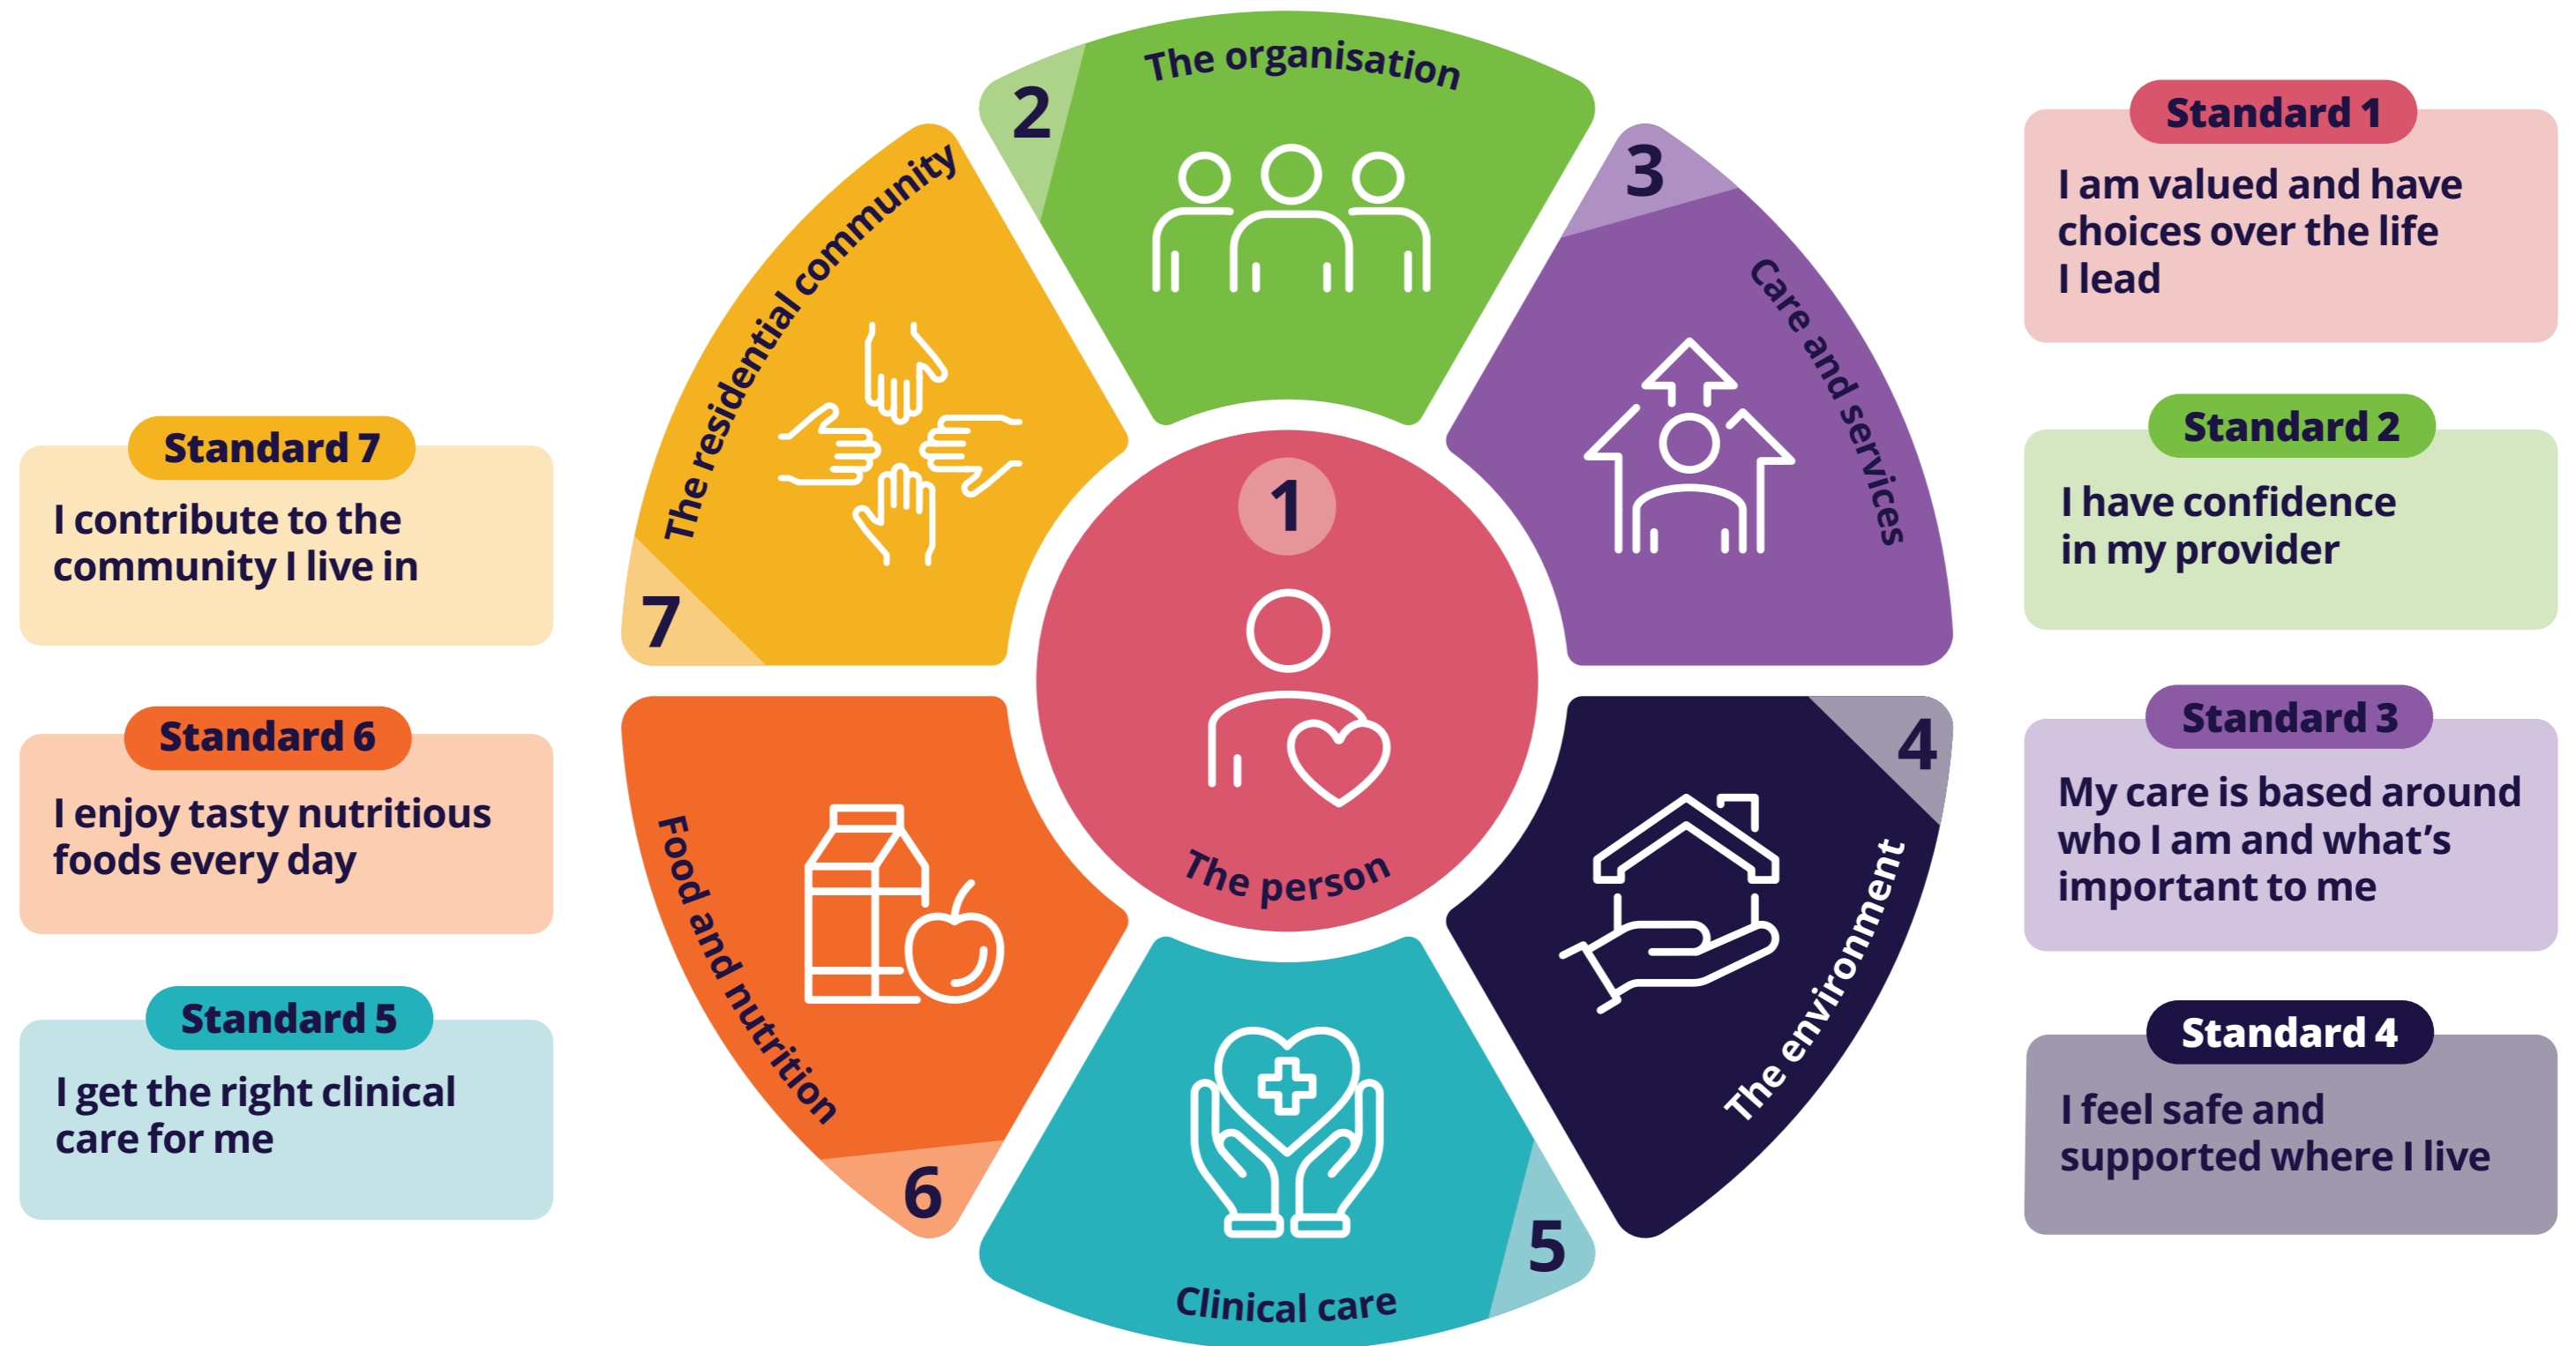 The organisation
2
3
Care and services
The residential community
7
1
The person
4
The environment
Food and nutrition
6
5
Clinical care
Standard 1
I am valued and have
choices over the life
I lead
Standard 2
I have confidence
in my provider
Standard 3
My care is based around
who I am and what’s
important to me
Standard 4
I feel safe and
supported where I live
Standard 5
I get the right clinical
care for me
Standard 6
I enjoy tasty nutritious
foods every day
Standard 7
I contribute to the
community I live in